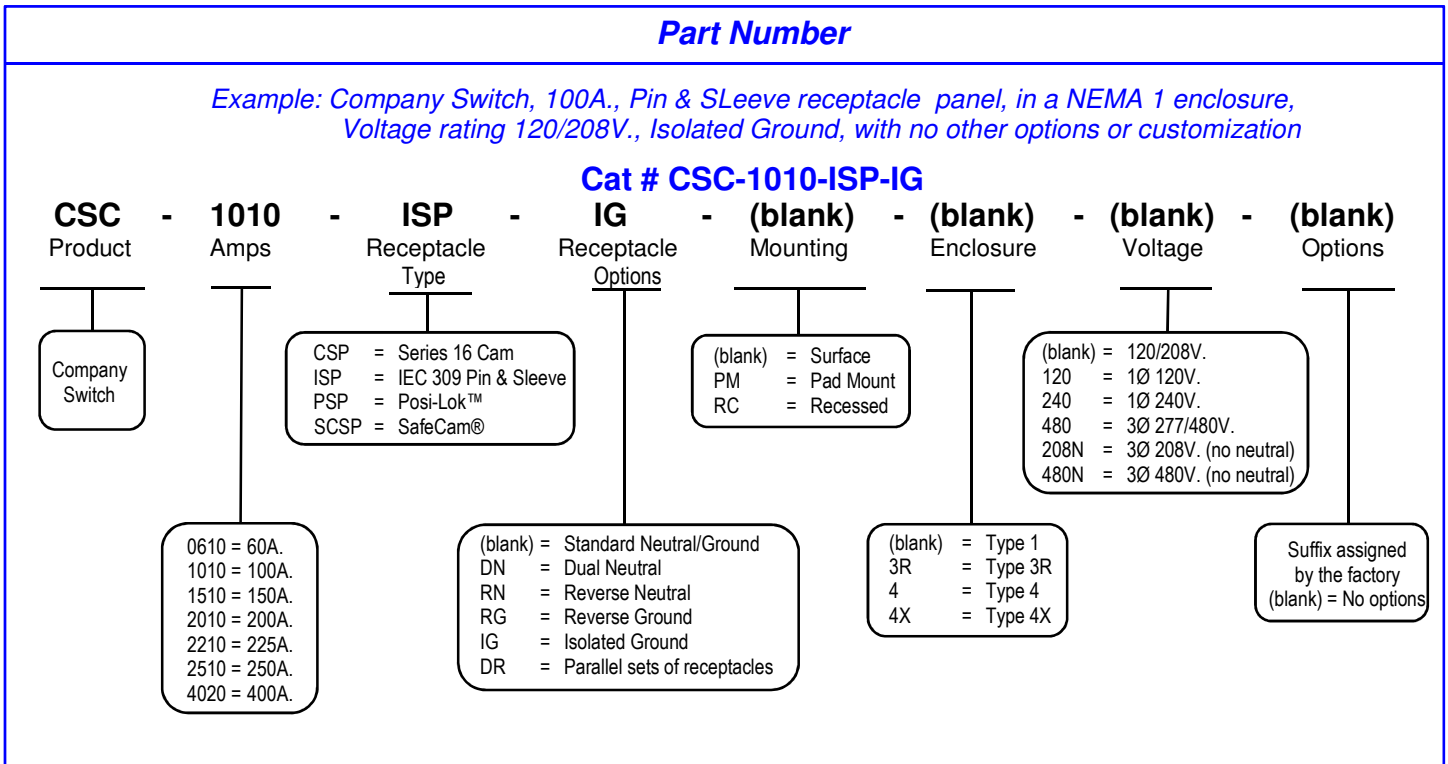 Part Number
Example: Company Switch, 100A., Pin & SLeeve receptacle panel, in a NEMA 1 enclosure,
Voltage rating 120/208V., Isolated Ground, with no other options or customization
Cat # CSC-1010-ISP-IG
CSC - 1010 - ISP - IG - (blank) - (blank) - (blank) - (blank)
Product Amps Receptacle Receptacle Mounting Enclosure Voltage Options
Type Options
Company
Switch
0610 = 60A.
1010 = 100A.
1510 = 150A.
2010 = 200A.
2210 = 225A.
2510 = 250A.
4020 = 400A.
CSP = Series 16 Cam
ISP = IEC 309 Pin & Sleeve
PSP = Posi-Lok™
SCSP = SafeCam®
(blank) = Standard Neutral/Ground
DN = Dual Neutral
RN = Reverse Neutral
RG = Reverse Ground
IG = Isolated Ground
DR = Parallel sets of receptacles
(blank) = Surface
PM = Pad Mount
RC = Recessed
(blank) = Type 1
3R = Type 3R
4 = Type 4
4X = Type 4X
(blank) = 120/208V.
120 = 1Ø 120V.
240 = 1Ø 240V.
480 = 3Ø 277/480V.
208N = 3Ø 208V. (no neutral)
480N = 3Ø 480V. (no neutral)
Suffix assigned
by the factory
(blank) = No options